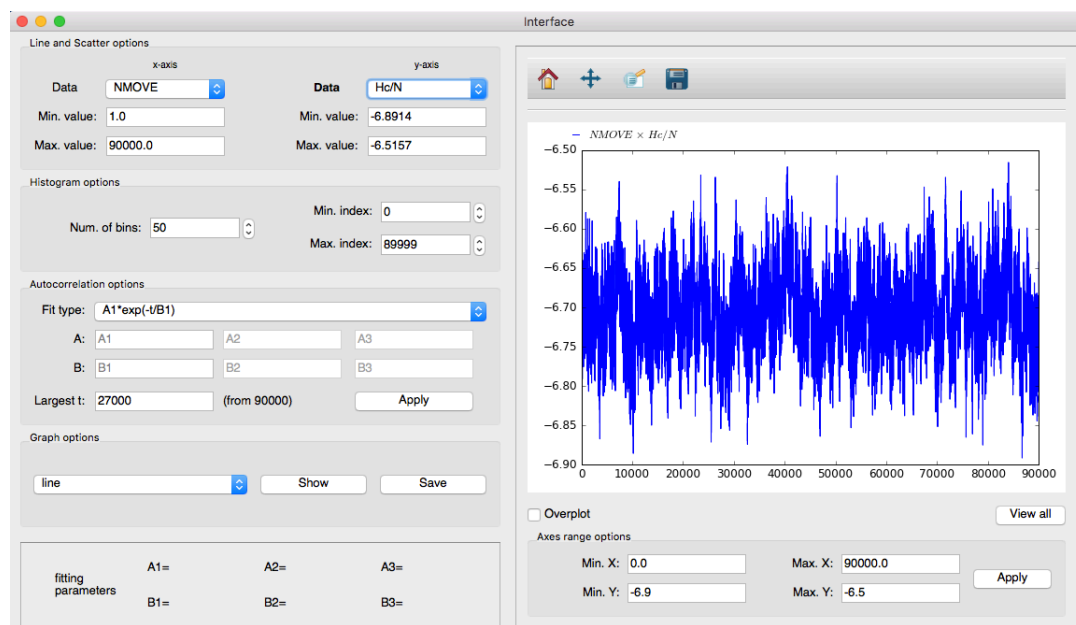 Interface
Line and Scatter options
x-axis y-axis
Data NMOVE Data Hc/N
Min. value: 1.0 Min. value: -6.8914
Max. value: 90000.0 Max. value: -6.5157
Histogram options
Num. of bins: 50
Min. index: 0
Max. index: 89999
Autocorrelation options
Fit type: A1*exp(-t/B1)
A: A1 A2 A3
B: B1 B2 B3
Largest t: 27000 (from 90000) Apply
Graph options
line Show Save
fitting parameters
A1= A2= A3=
B1= B2= B3=
NMOVE × Hc/N
−6.50
−6.55
−6.60
−6.65
−6.70
−6.75
−6.80
−6.85
−6.90
0 10000 20000 30000 40000 50000 60000 70000 80000 90000
Overplot View all
Axes range options
Min. X: 0.0 Max. X: 90000.0
Min. Y: -6.9 Max. Y: -6.5
Apply